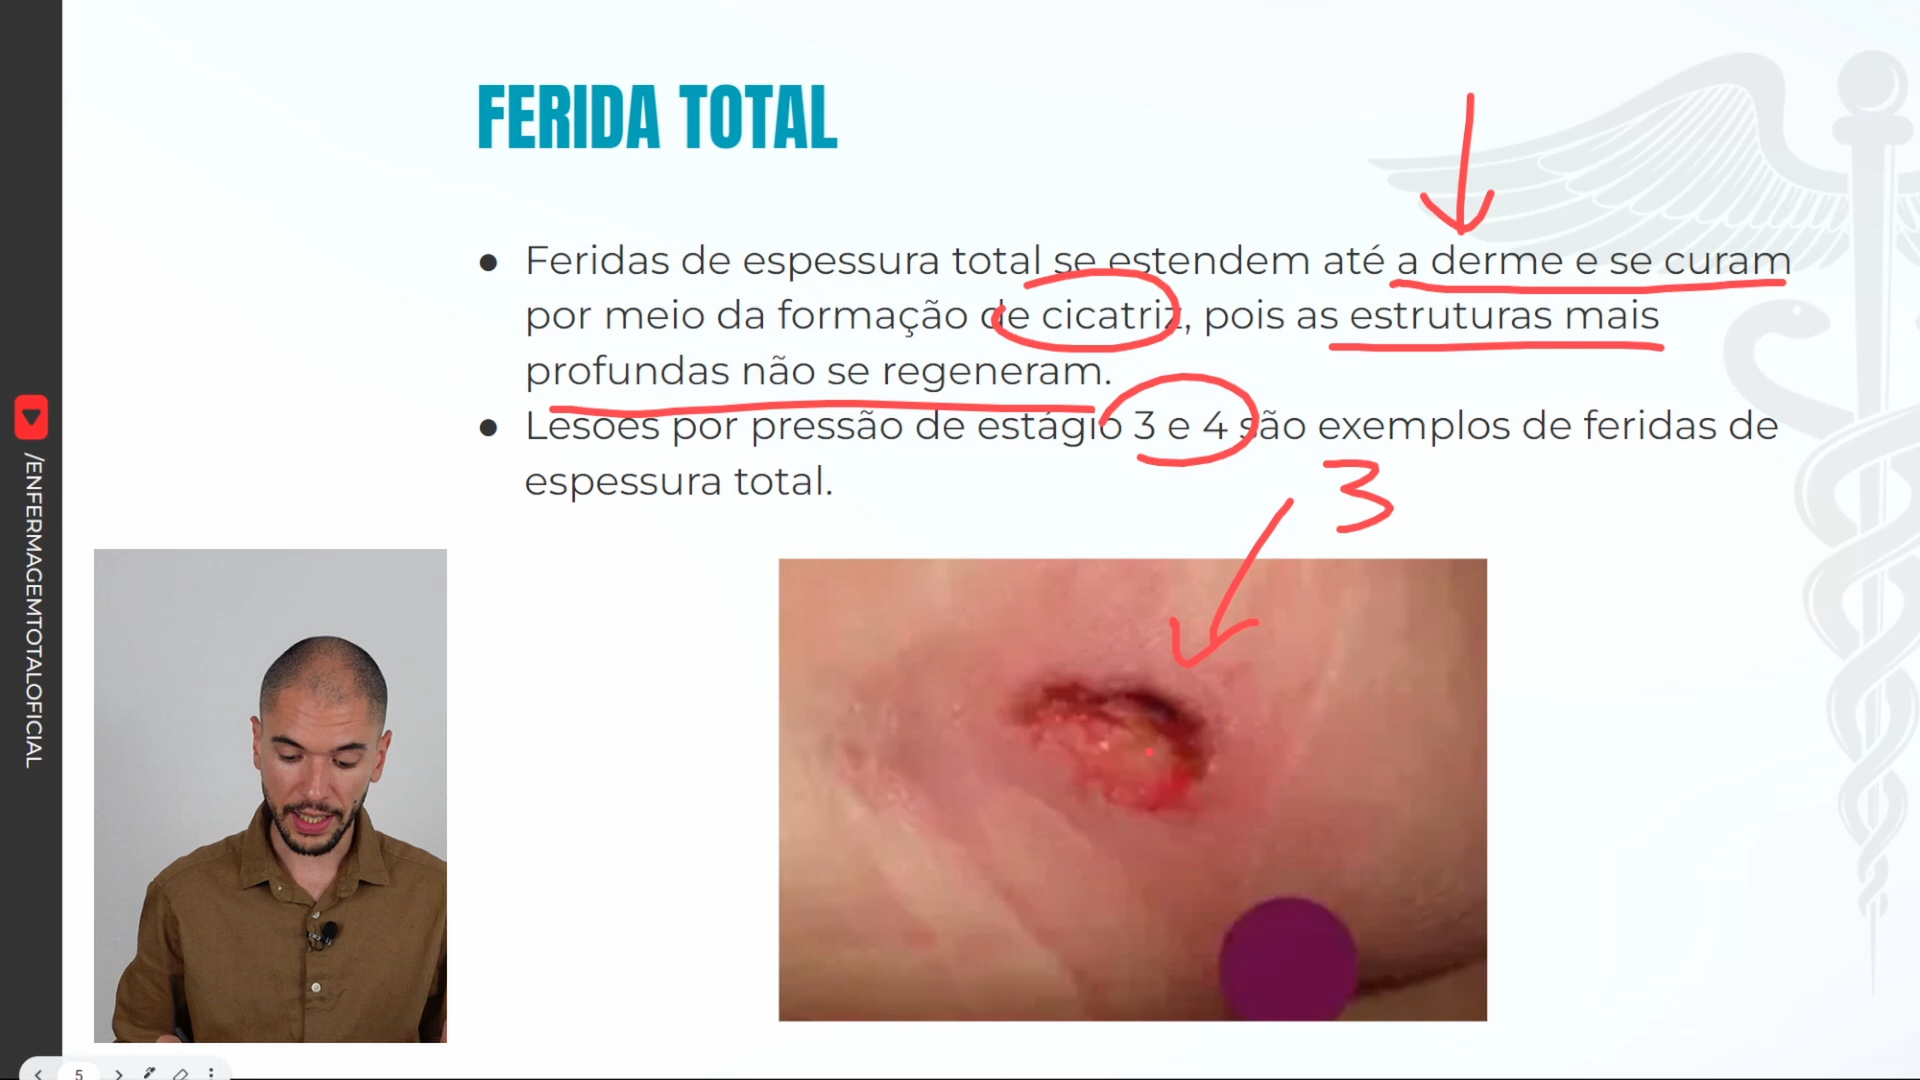 FERIDA TOTAL
● Feridas de espessura total se estendem até a derme e se curam
por meio da formação de cicatriz, pois as estruturas mais
profundas não se regeneram.
● Lesões por pressão de estágio 3 e 4 são exemplos de feridas de
espessura total.
3
/ENFERMAGEMTOTALOFICIAL
5